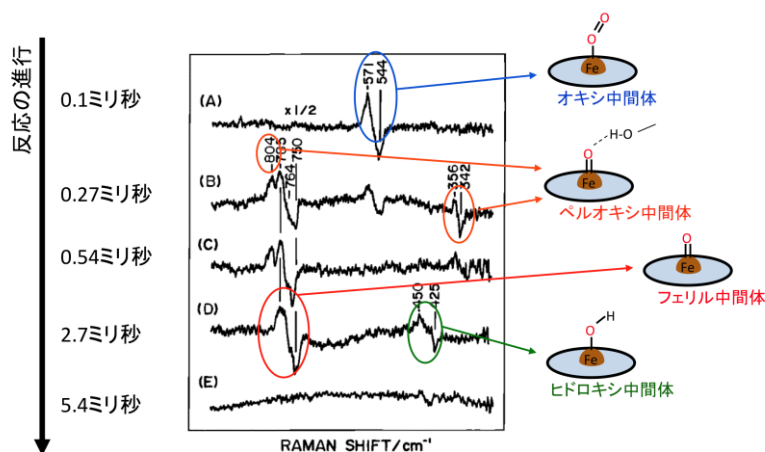 反応の進行
0.1ミリ秒
0.27ミリ秒
0.54ミリ秒
2.7ミリ秒
5.4ミリ秒
(A)
x1/2
-571
544
(B)
-804
785
-764
750
356
342
(C)
(D)
450
425
(E)
RAMAN SHIFT/cm⁻¹
O
O
Fe
オキシ中間体
H-O
O
Fe
ペルオキシ中間体
O
Fe
フェリル中間体
H
O
Fe
ヒドロキシ中間体